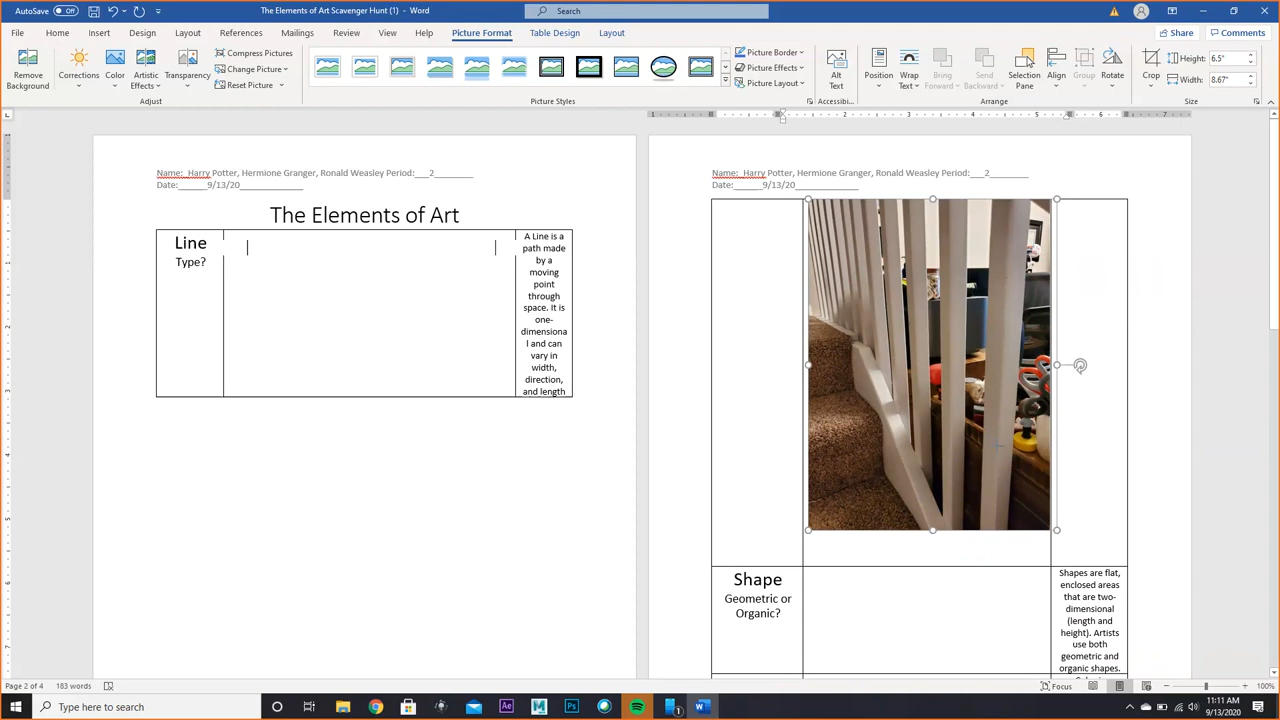 AutoSave Off
The Elements of Art Scavenger Hunt (1) - Word
Search
File Home Insert Design Layout References Mailings Review View Help Picture Format Table Design Layout
Share Comments
Remove Background
Corrections
Color
Artistic Effects
Transparency
Compress Pictures
Change Picture
Reset Picture
Adjust
Picture Styles
Picture Border
Picture Effects
Picture Layout
Alt Text
Accessibili...
Position
Wrap Text
Bring Forward
Send Backward
Selection Pane
Align
Group
Rotate
Arrange
Crop
Height: 6.5"
Width: 8.67"
Size
Name: Harry Potter, Hermione Granger, Ronald Weasley Period:___2________
Date:______9/13/20____________
The Elements of Art
Line
Type?
A Line is a
path made
by a
moving
point
through
space. It is
one-
dimensiona
l and can
vary in
width,
direction,
and length
Name: Harry Potter, Hermione Granger, Ronald Weasley Period:___2________
Date:______9/13/20____________
Shape
Geometric or
Organic?
Shapes are flat,
enclosed areas
that are two-
dimensional
(length and
height). Artists
use both
geometric and
organic shapes.
Page 2 of 4 183 words
Focus
100%
Type here to search
11:11 AM
9/13/2020